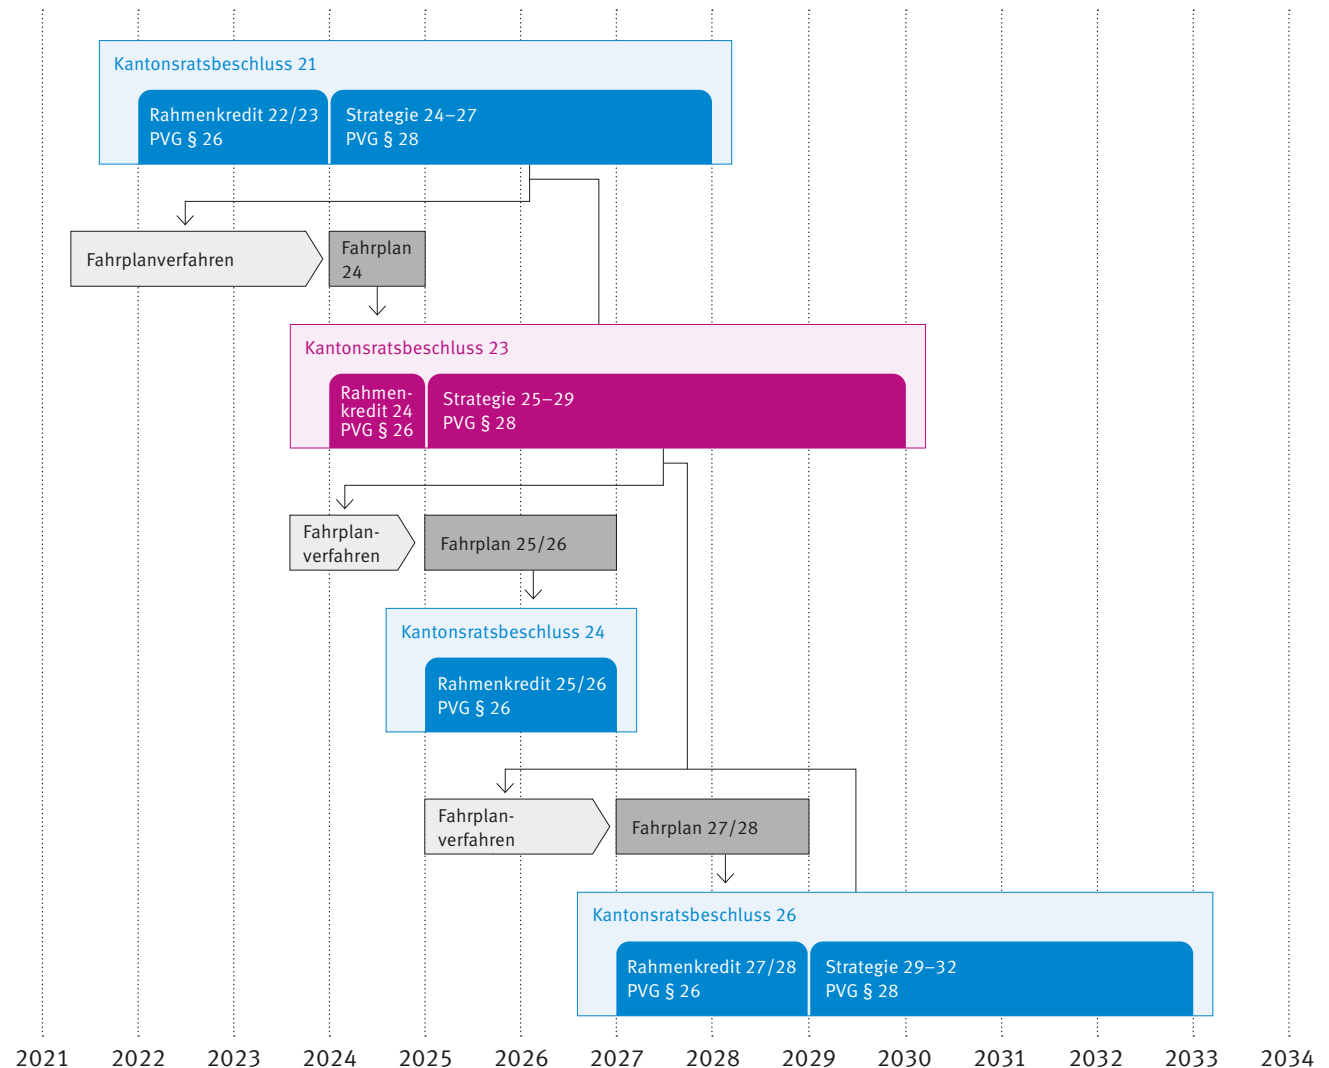 Kantonsratsbeschluss 21
Rahmenkredit 22/23
PVG § 26
Strategie 24–27
PVG § 28
Fahrplanverfahren
Fahrplan
24
Kantonsratsbeschluss 23
Rahmen-
kredit 24
PVG § 26
Strategie 25–29
PVG § 28
Fahrplan-
verfahren
Fahrplan 25/26
Kantonsratsbeschluss 24
Rahmenkredit 25/26
PVG § 26
Fahrplan-
verfahren
Fahrplan 27/28
Kantonsratsbeschluss 26
Rahmenkredit 27/28
PVG § 26
Strategie 29–32
PVG § 28
2021 2022 2023 2024 2025 2026 2027 2028 2029 2030 2031 2032 2033 2034